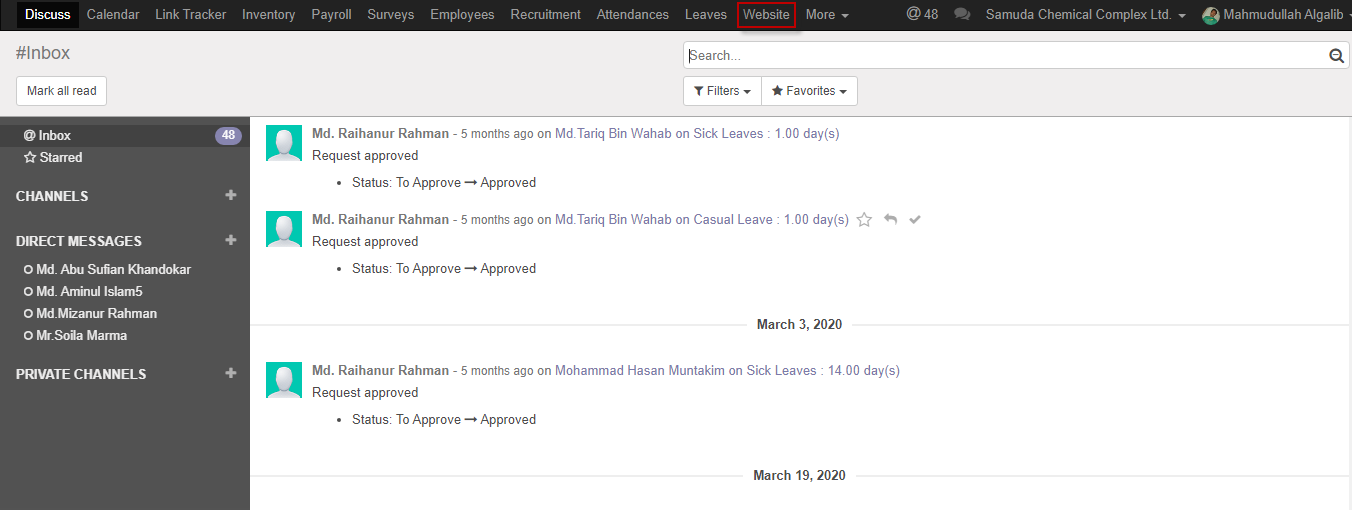 Discuss Calendar Link Tracker Inventory Payroll Surveys Employees Recruitment Attendances Leaves Website More @ 48 Samuda Chemical Complex Ltd. Mahmudullah Algalib
#Inbox
Search...
Mark all read
Filters Favorites
@ Inbox 48
Starred
CHANNELS +
DIRECT MESSAGES +
Md. Abu Sufian Khandokar
Md. Aminul Islam5
Md.Mizanur Rahman
Mr.Soila Marma
PRIVATE CHANNELS +
Md. Raihanur Rahman - 5 months ago on Md.Tariq Bin Wahab on Sick Leaves : 1.00 day(s)
Request approved
• Status: To Approve → Approved
Md. Raihanur Rahman - 5 months ago on Md.Tariq Bin Wahab on Casual Leave : 1.00 day(s)
Request approved
• Status: To Approve → Approved
March 3, 2020
Md. Raihanur Rahman - 5 months ago on Mohammad Hasan Muntakim on Sick Leaves : 14.00 day(s)
Request approved
• Status: To Approve → Approved
March 19, 2020